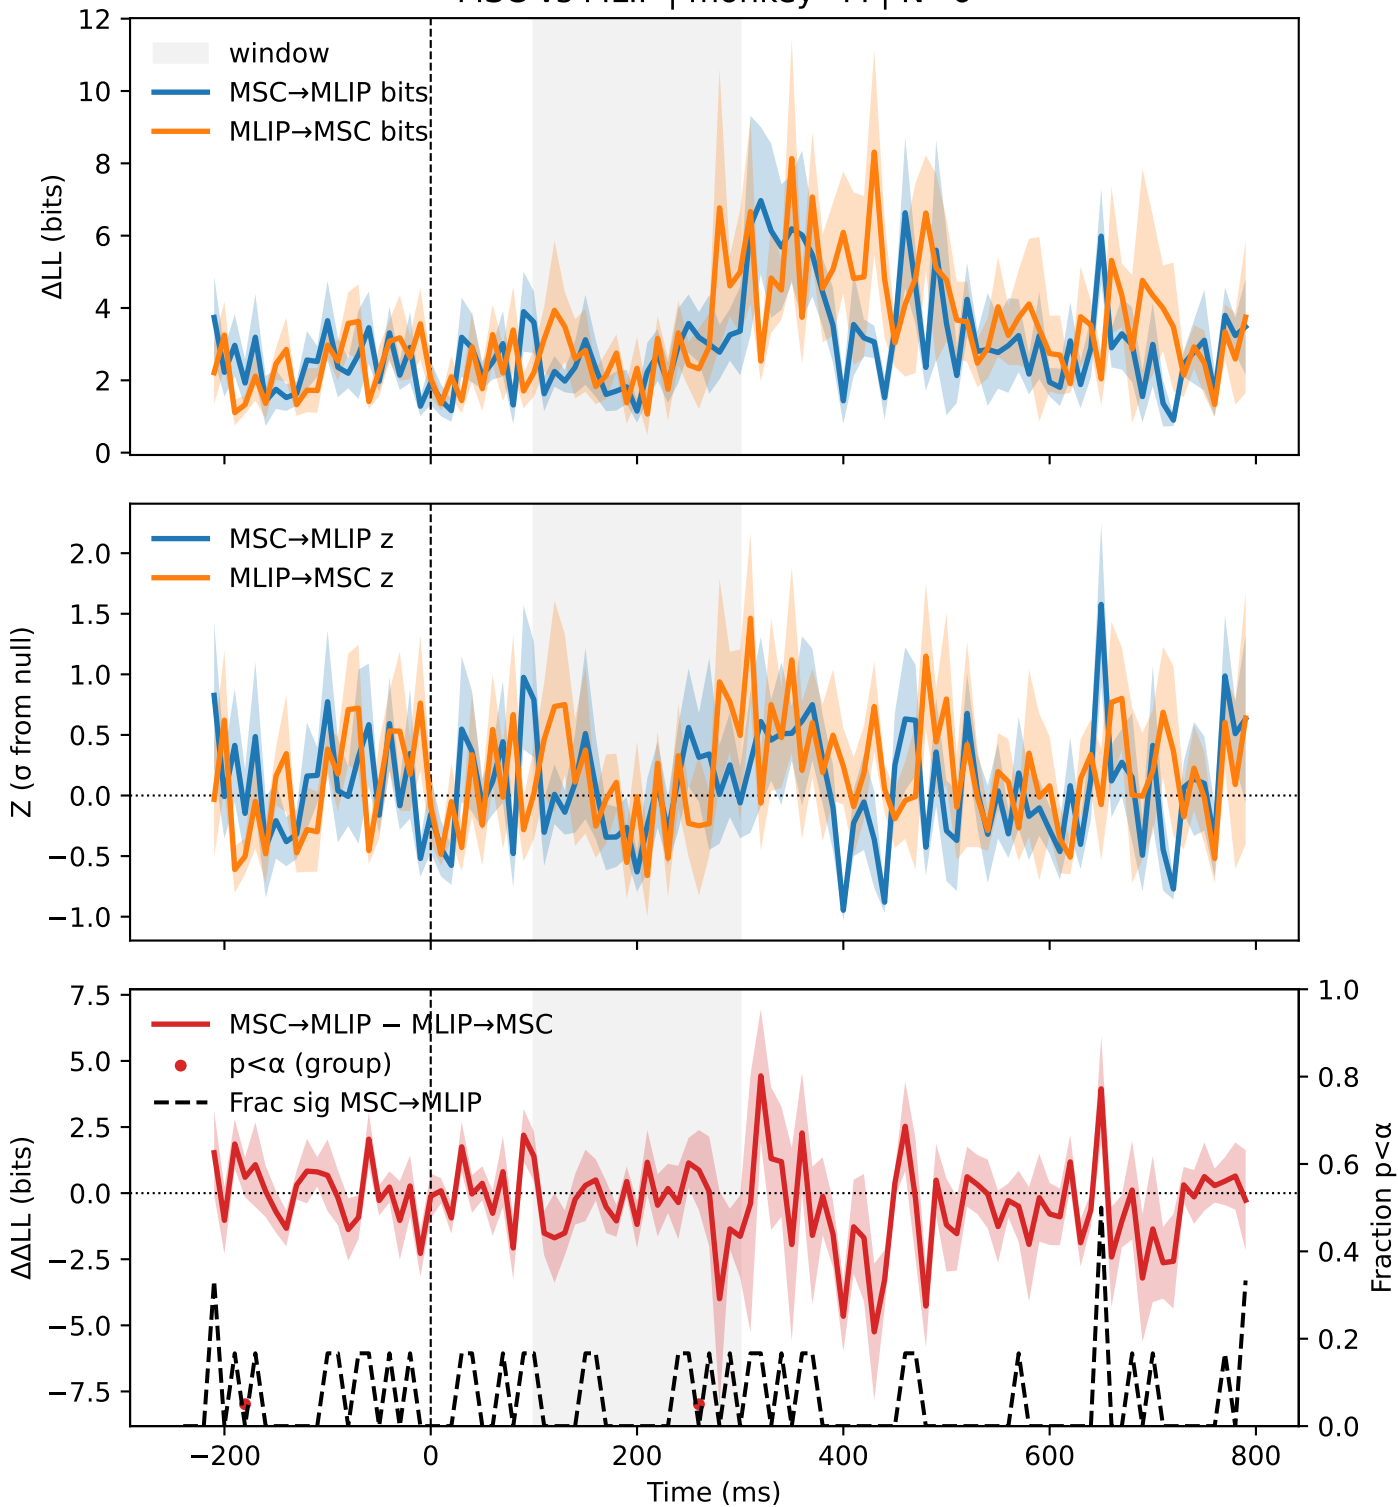 12
10
8
6
4
2
0
ΔLL (bits)
window
MSC→MLIP bits
MLIP→MSC bits
2.0
1.5
1.0
0.5
0.0
−0.5
−1.0
Z (σ from null)
MSC→MLIP z
MLIP→MSC z
7.5
5.0
2.5
0.0
−2.5
−5.0
−7.5
ΔΔLL (bits)
MSC→MLIP − MLIP→MSC
p<α (group)
Frac sig MSC→MLIP
1.0
0.8
0.6
0.4
0.2
0.0
Fraction p<α
−200 0 200 400 600 800
Time (ms)